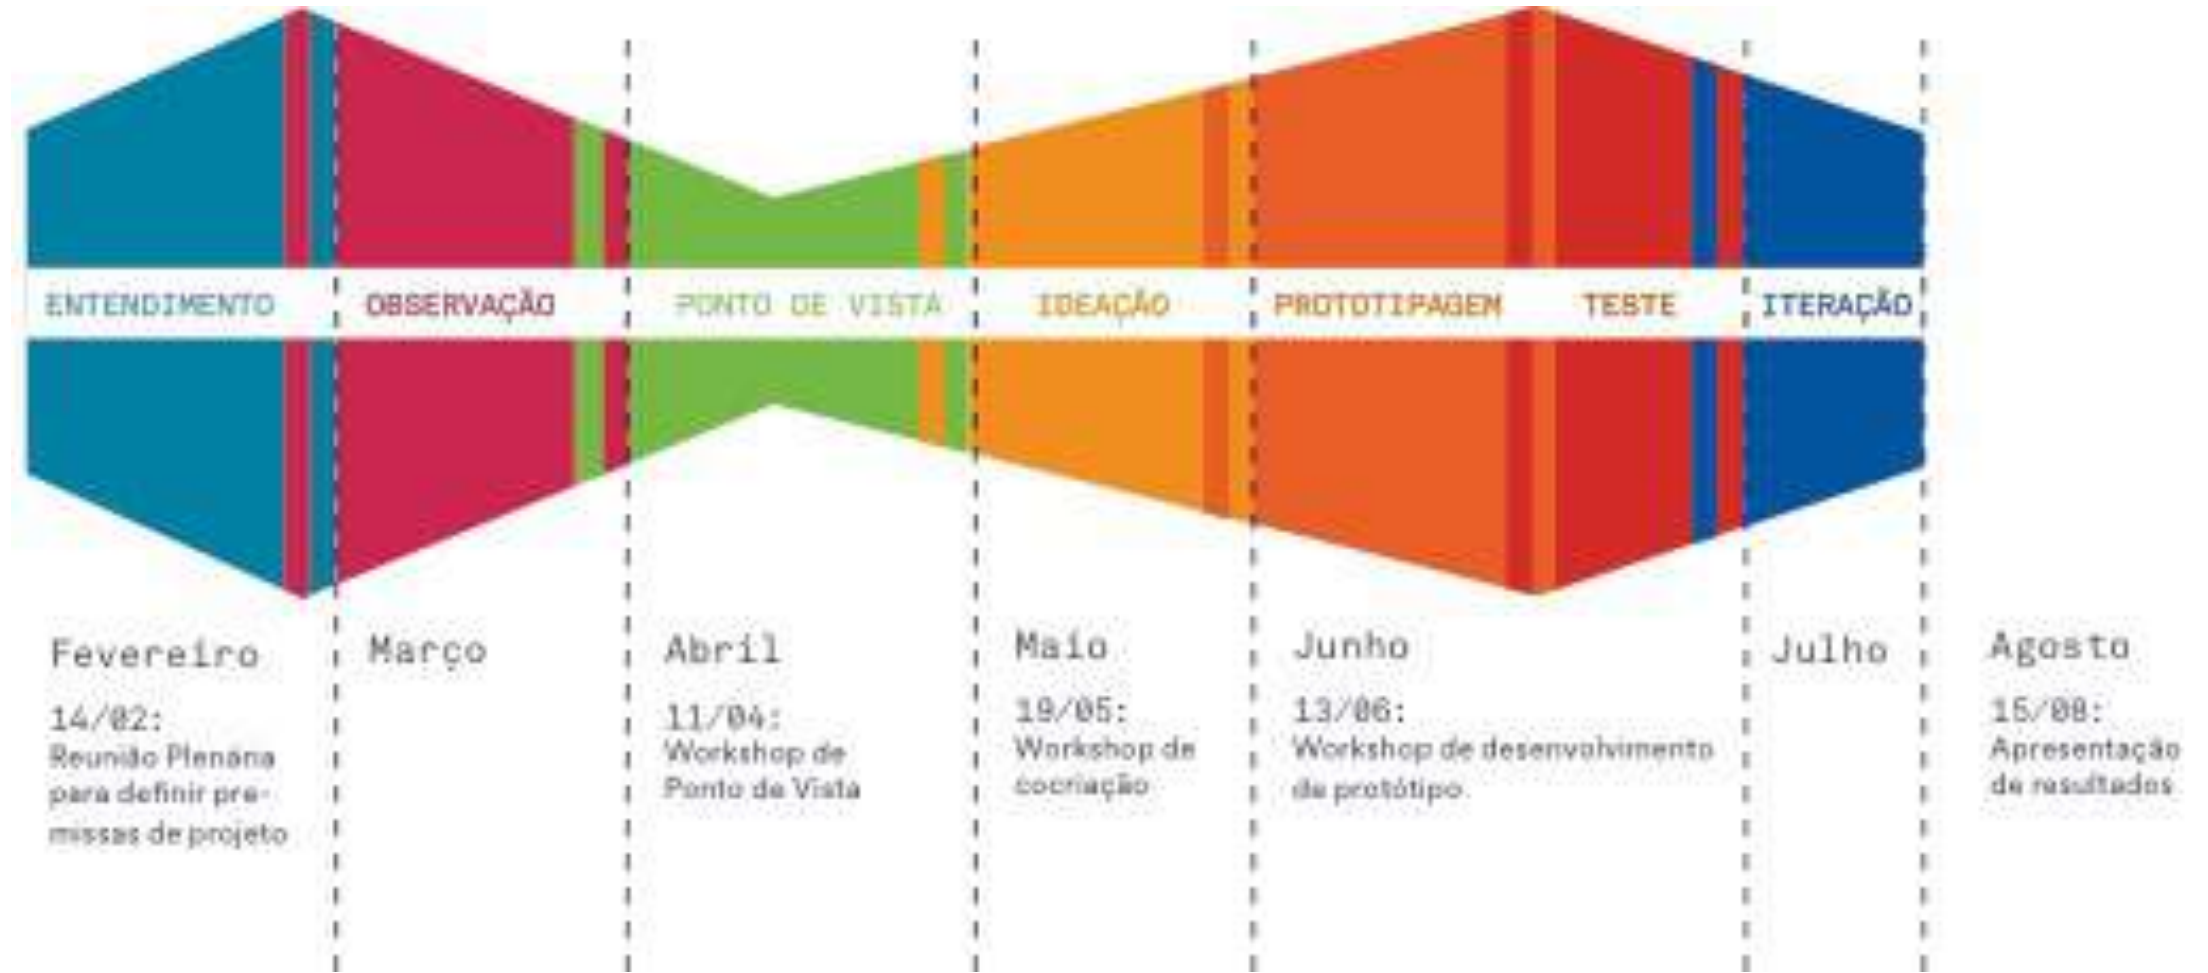 ENTENDIMENTO
OBSERVAÇÃO
PONTO DE VISTA
IDEAÇÃO
PROTOTIPAGEM
TESTE
ITERAÇÃO
Fevereiro
14/02:
Reunião Plenária
para definir pre-
missas de projeto
Março
Abril
11/04:
Workshop de
Ponto de Vista
Maio
19/05:
Workshop de
cocriação
Junho
13/06:
Workshop de desenvolvimento
de protótipo
Julho
Agosto
15/08:
Apresentação
de resultados